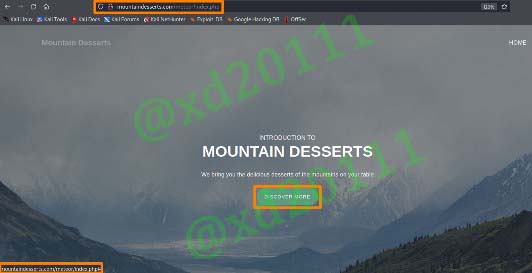 mountaindesserts.com/meteor/index.php
120%
Kali Linux Kali Tools Kali Docs Kali Forums Kali NetHunter Exploit-DB Google Hacking DB OffSec
Mountain Desserts
HOME
INTRODUCTION TO
MOUNTAIN DESSERTS
We bring you the delicious desserts of the mountains on your table
DISCOVER MORE
mountaindesserts.com/meteor/index.php#
@xd20111
@xd20111